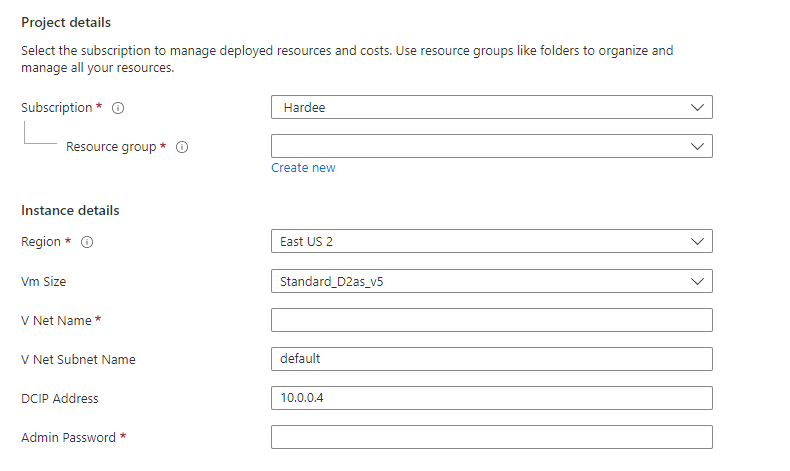 Project details
Select the subscription to manage deployed resources and costs. Use resource groups like folders to organize and
manage all your resources.
Subscription * Hardee
Resource group *
Create new
Instance details
Region * East US 2
Vm Size Standard_D2as_v5
V Net Name *
V Net Subnet Name default
DCIP Address 10.0.0.4
Admin Password *